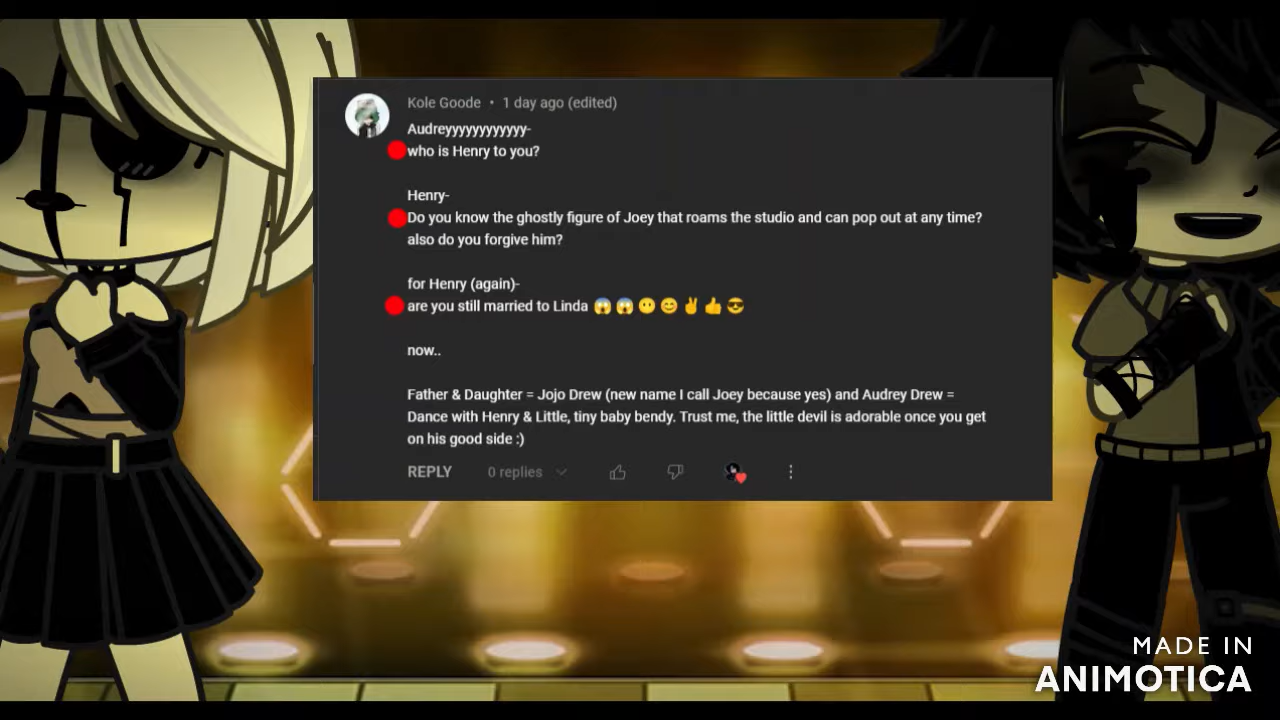 Kole Goode • 1 day ago (edited)
Audreyyyyyyyyyyy-
who is Henry to you?
Henry-
Do you know the ghostly figure of Joey that roams the studio and can pop out at any time?
also do you forgive him?
for Henry (again)-
are you still married to Linda 😱😱😶😊✌👍😎
now..
Father & Daughter = Jojo Drew (new name I call Joey because yes) and Audrey Drew =
Dance with Henry & Little, tiny baby bendy. Trust me, the little devil is adorable once you get
on his good side :)
REPLY 0 replies
MADE IN
ANIMOTICA